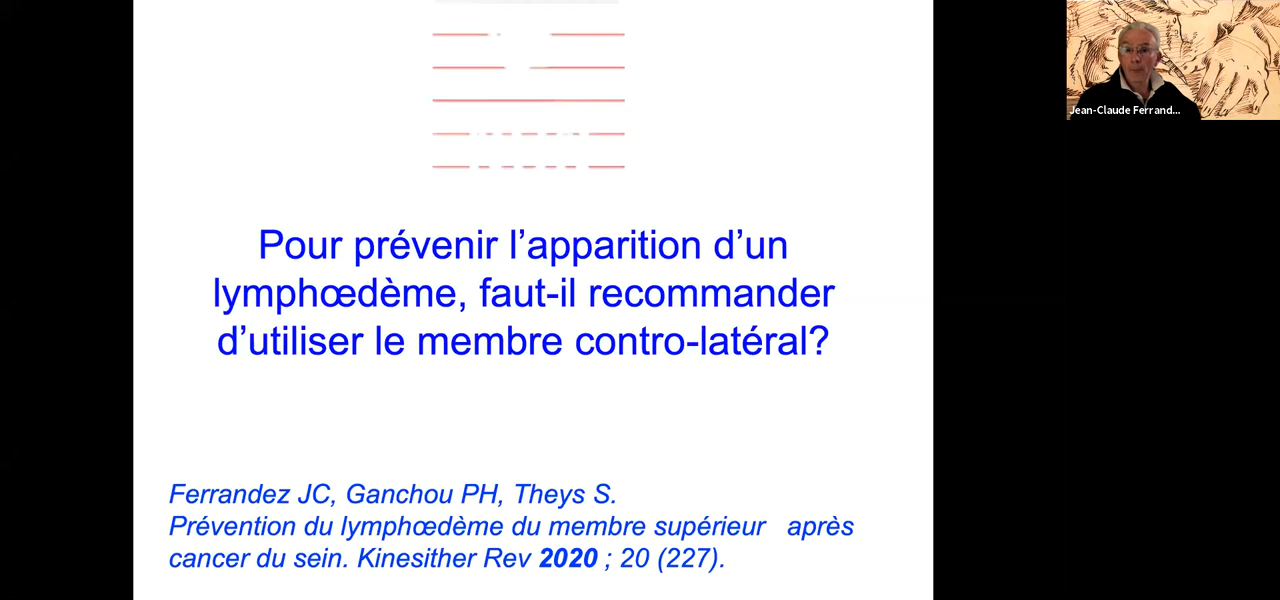 Jean-Claude Ferrand...
Pour prévenir l’apparition d’un
lymphœdème, faut-il recommander
d’utiliser le membre contro-latéral?
Ferrandez JC, Ganchou PH, Theys S.
Prévention du lymphœdème du membre supérieur après
cancer du sein. Kinesither Rev 2020 ; 20 (227).